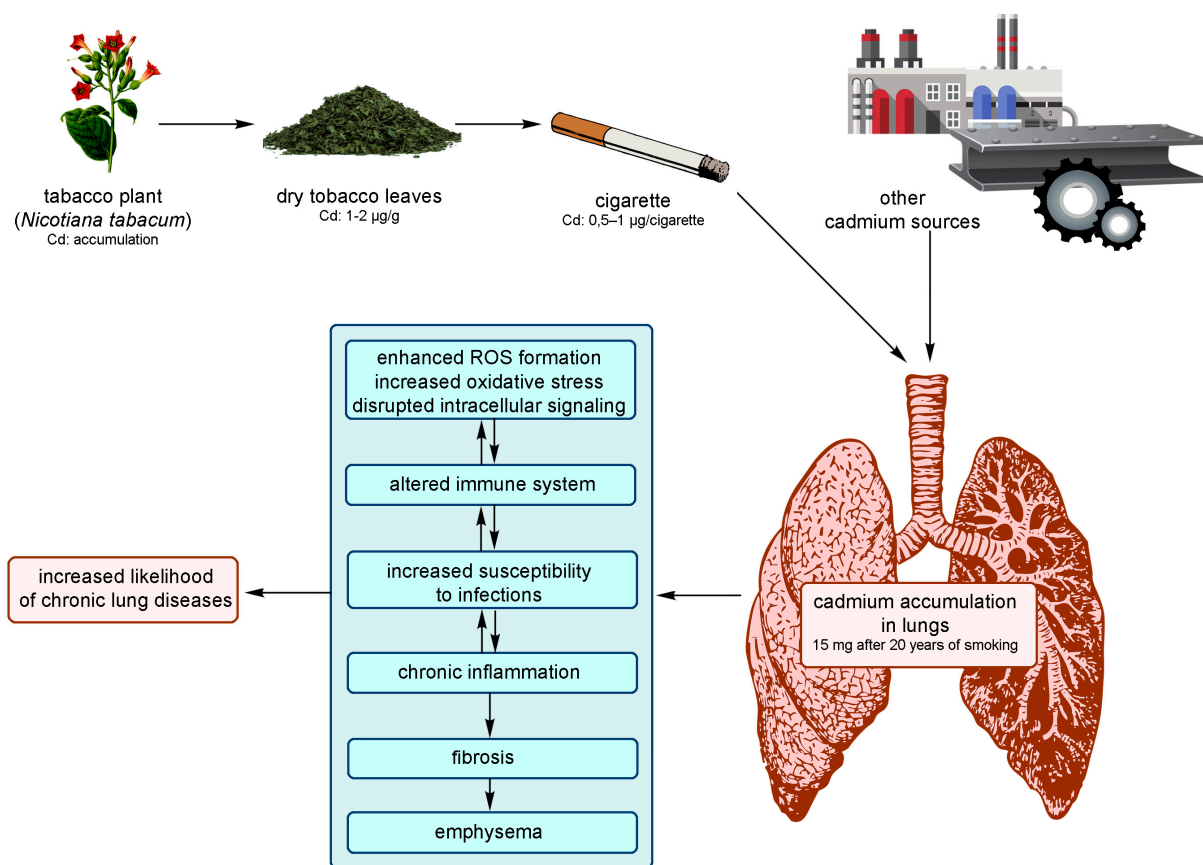 tabacco plant
(Nicotiana tabacum)
Cd: accumulation
dry tobacco leaves
Cd: 1-2 µg/g
cigarette
Cd: 0,5–1 µg/cigarette
other
cadmium sources
enhanced ROS formation
increased oxidative stress
disrupted intracellular signaling
altered immune system
increased susceptibility
to infections
chronic inflammation
fibrosis
emphysema
increased likelihood
of chronic lung diseases
cadmium accumulation
in lungs
15 mg after 20 years of smoking